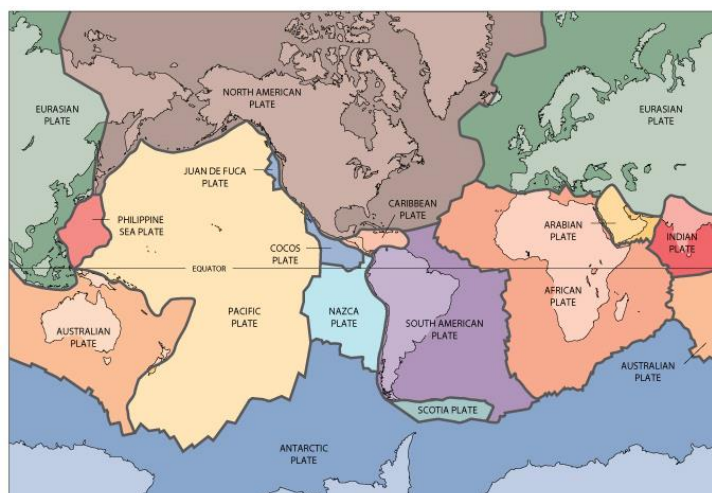 NORTH AMERICAN
PLATE
EURASIAN
PLATE
EURASIAN
PLATE
JUAN DE FUCA
PLATE
CARIBBEAN
PLATE
PHILIPPINE
SEA PLATE
ARABIAN
PLATE
INDIAN
PLATE
COCOS
PLATE
EQUATOR
AFRICAN
PLATE
PACIFIC
PLATE
NAZCA
PLATE
SOUTH AMERICAN
PLATE
AUSTRALIAN
PLATE
AUSTRALIAN
PLATE
SCOTIA PLATE
ANTARCTIC
PLATE